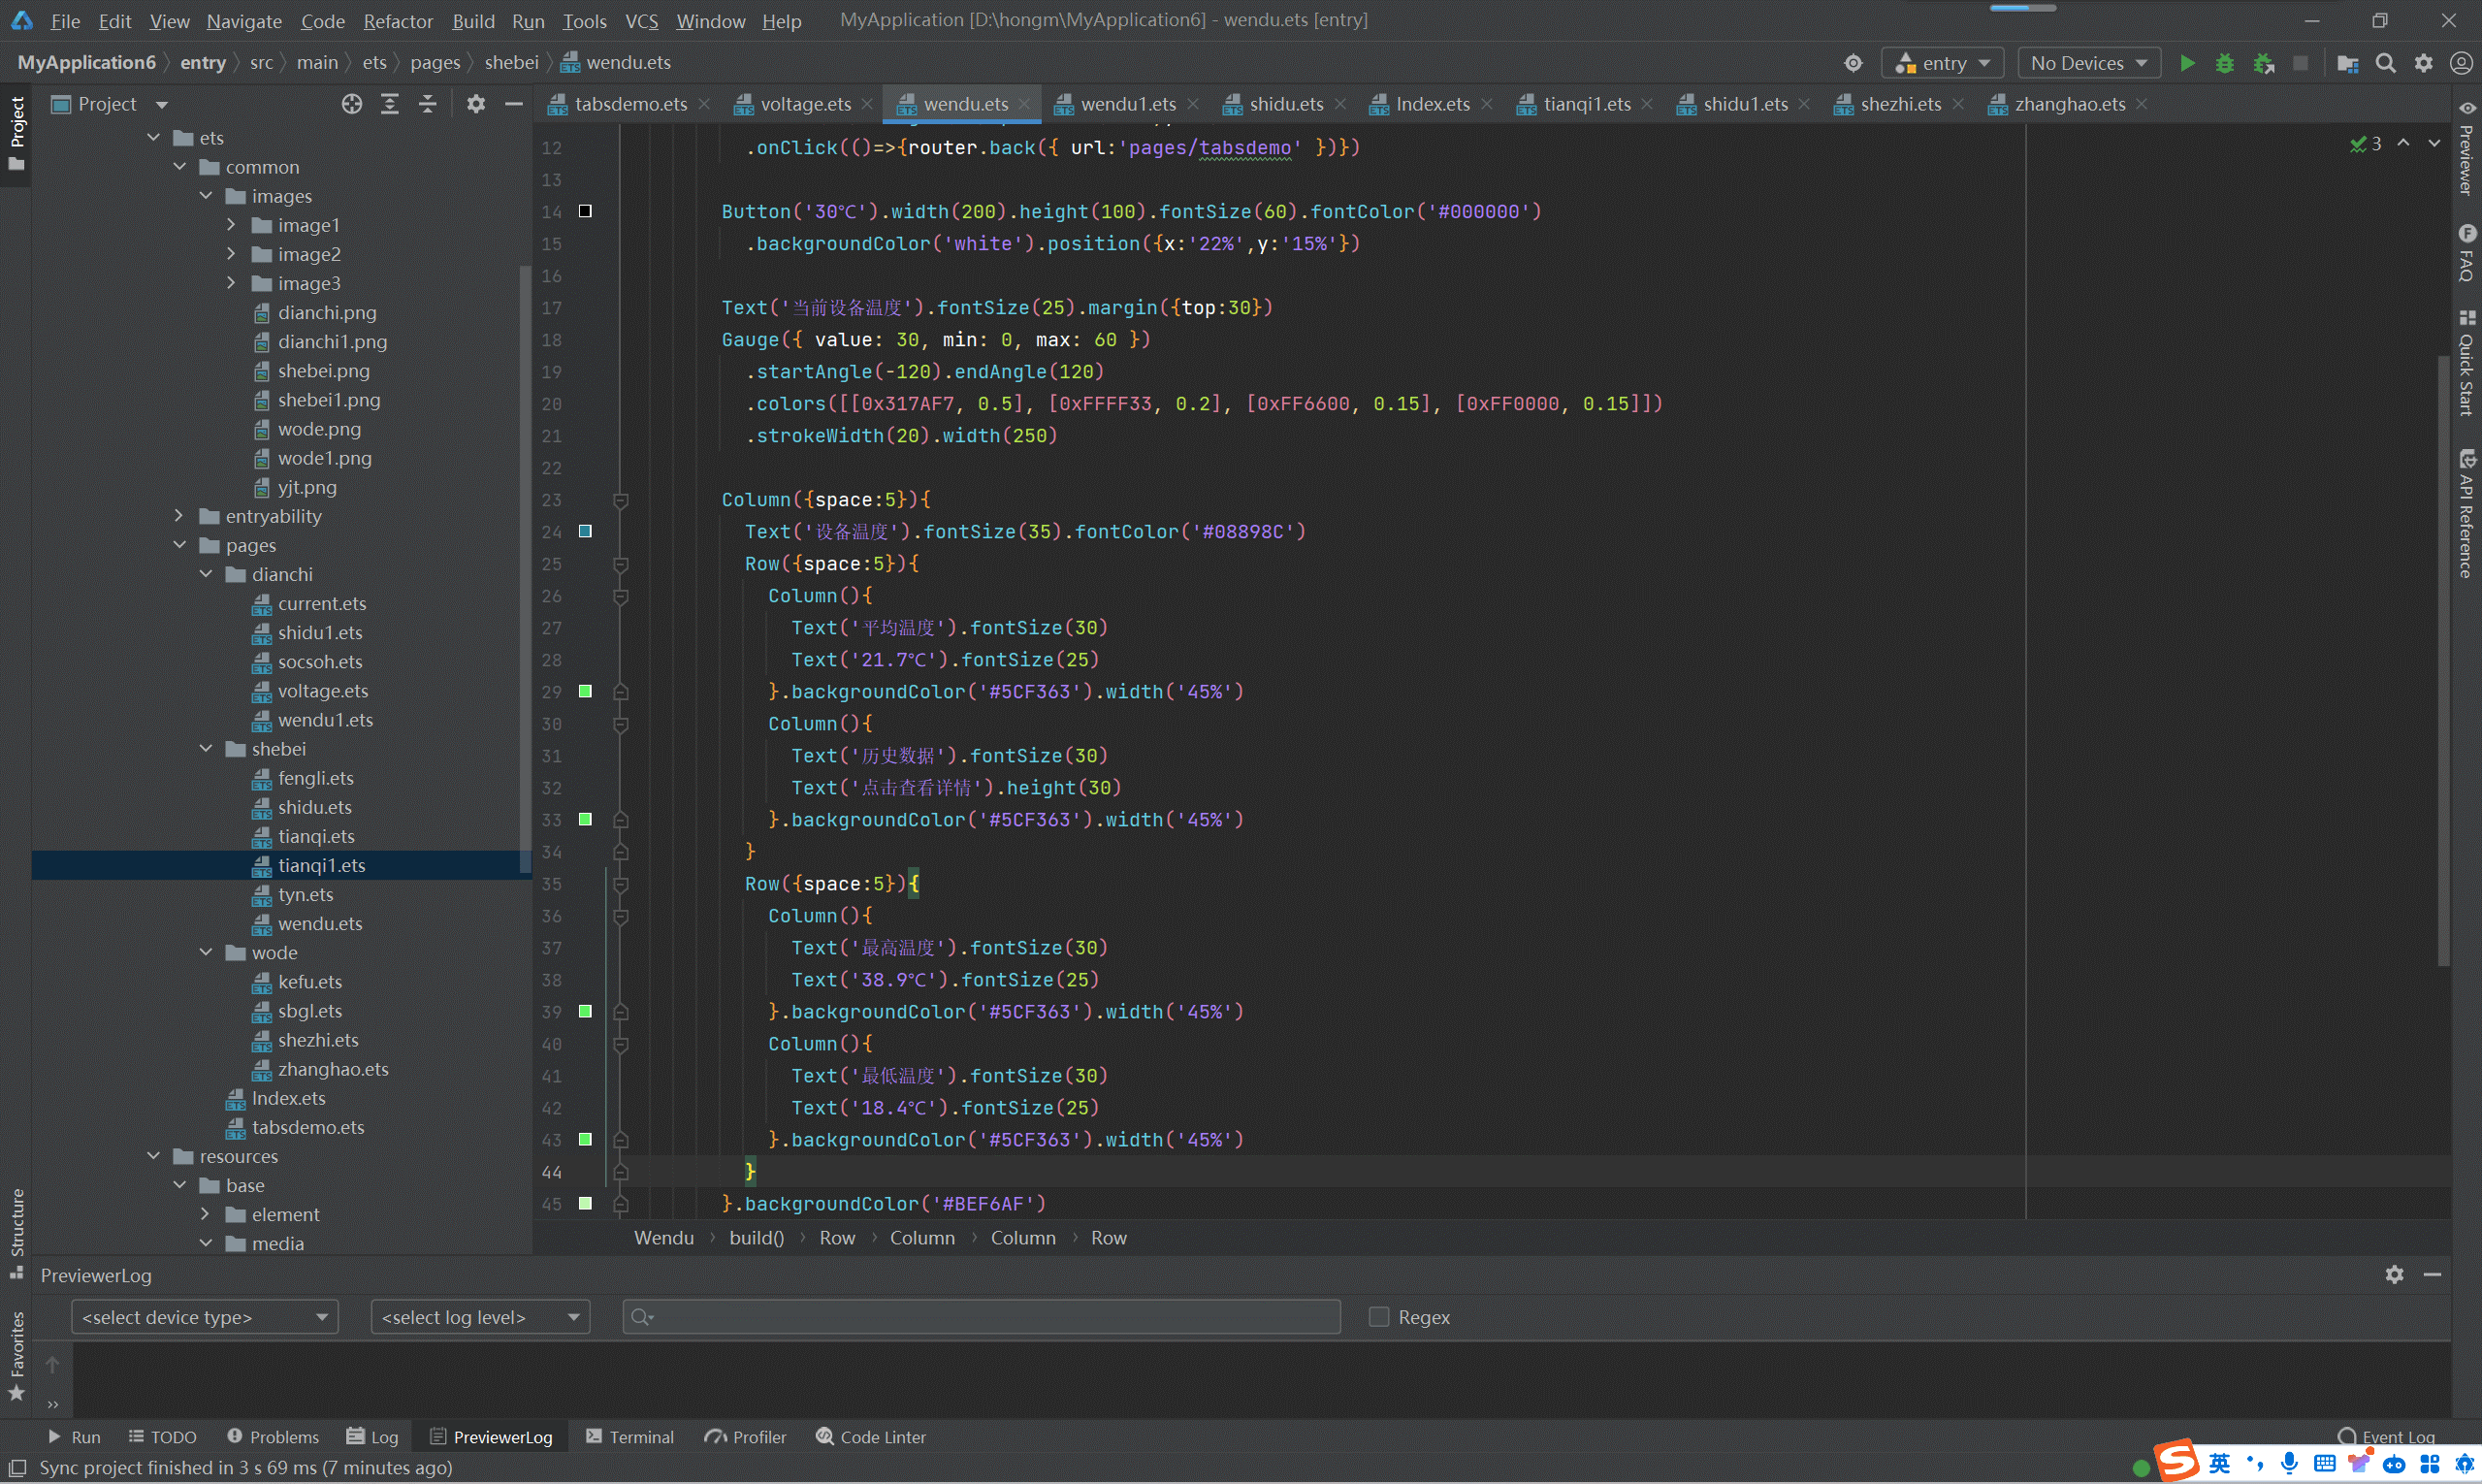 File Edit View Navigate Code Refactor Build Run Tools VCS Window Help MyApplication [D:\hongm\MyApplication6] - wendu.ets [entry]
MyApplication6 entry src main ets pages shebei wendu.ets entry No Devices
Project tabsdemo.ets voltage.ets wendu.ets wendu1.ets shidu.ets Index.ets tianqi1.ets shidu1.ets shezhi.ets zhanghao.ets
Project
Structure
Favorites
ets
common
images
image1
image2
image3
dianchi.png
dianchi1.png
shebei.png
shebei1.png
wode.png
wode1.png
yjt.png
entryability
pages
dianchi
current.ets
shidu1.ets
socsoh.ets
voltage.ets
wendu1.ets
shebei
fengli.ets
shidu.ets
tianqi.ets
tianqi1.ets
tyn.ets
wendu.ets
wode
kefu.ets
sbgl.ets
shezhi.ets
zhanghao.ets
Index.ets
tabsdemo.ets
resources
base
element
media
12 .onClick(()=>{router.back({ url:'pages/tabsdemo' })})
13
14 Button('30℃').width(200).height(100).fontSize(60).fontColor('#000000')
15 .backgroundColor('white').position({x:'22%',y:'15%'})
16
17 Text('当前设备温度').fontSize(25).margin({top:30})
18 Gauge({ value: 30, min: 0, max: 60 })
19 .startAngle(-120).endAngle(120)
20 .colors([[0x317AF7, 0.5], [0xFFFF33, 0.2], [0xFF6600, 0.15], [0xFF0000, 0.15]])
21 .strokeWidth(20).width(250)
22
23 Column({space:5}){
24 Text('设备温度').fontSize(35).fontColor('#08898C')
25 Row({space:5}){
26 Column(){
27 Text('平均温度').fontSize(30)
28 Text('21.7℃').fontSize(25)
29 }.backgroundColor('#5CF363').width('45%')
30 Column(){
31 Text('历史数据').fontSize(30)
32 Text('点击查看详情').height(30)
33 }.backgroundColor('#5CF363').width('45%')
34 }
35 Row({space:5}){
36 Column(){
37 Text('最高温度').fontSize(30)
38 Text('38.9℃').fontSize(25)
39 }.backgroundColor('#5CF363').width('45%')
40 Column(){
41 Text('最低温度').fontSize(30)
42 Text('18.4℃').fontSize(25)
43 }.backgroundColor('#5CF363').width('45%')
44 }
45 }.backgroundColor('#BEF6AF')
3
Previewer
FAQ
Quick Start
API Reference
Wendu build() Row Column Column Row
PreviewerLog
<select device type> <select log level> Regex
Run TODO Problems Log PreviewerLog Terminal Profiler Code Linter Event Log
Sync project finished in 3 s 69 ms (7 minutes ago)
英